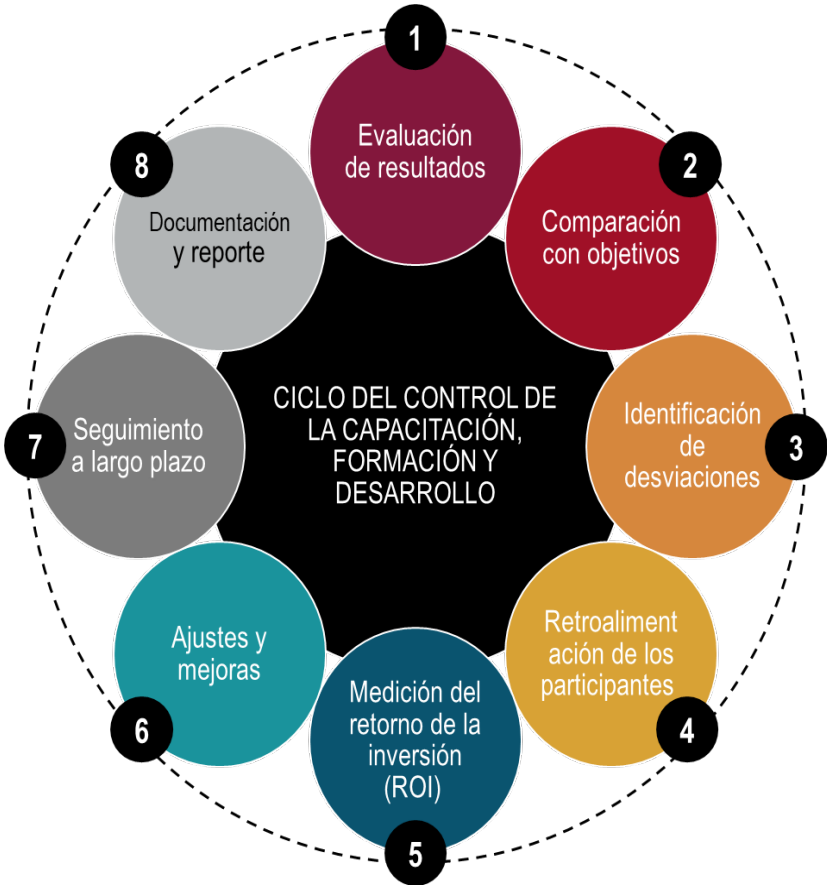 1
Evaluación
de resultados
2
Comparación
con objetivos
3
Identificación
de
desviaciones
4
Retroaliment
ación de los
participantes
5
Medición del
retorno de la
inversión
(ROI)
6
Ajustes y
mejoras
7
Seguimiento
a largo plazo
8
Documentación
y reporte
CICLO DEL CONTROL DE
LA CAPACITACIÓN,
FORMACIÓN Y
DESARROLLO